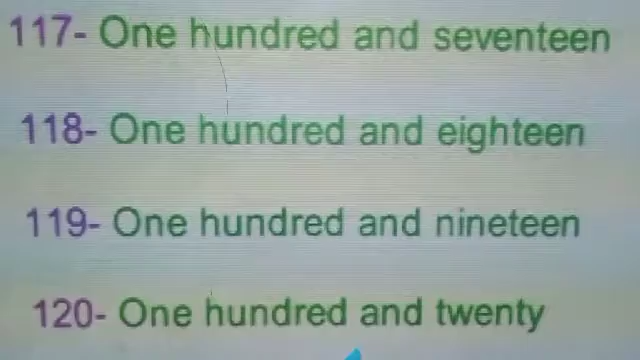 117- One hundred and seventeen
118- One hundred and eighteen
119- One hundred and nineteen
120- One hundred and twenty